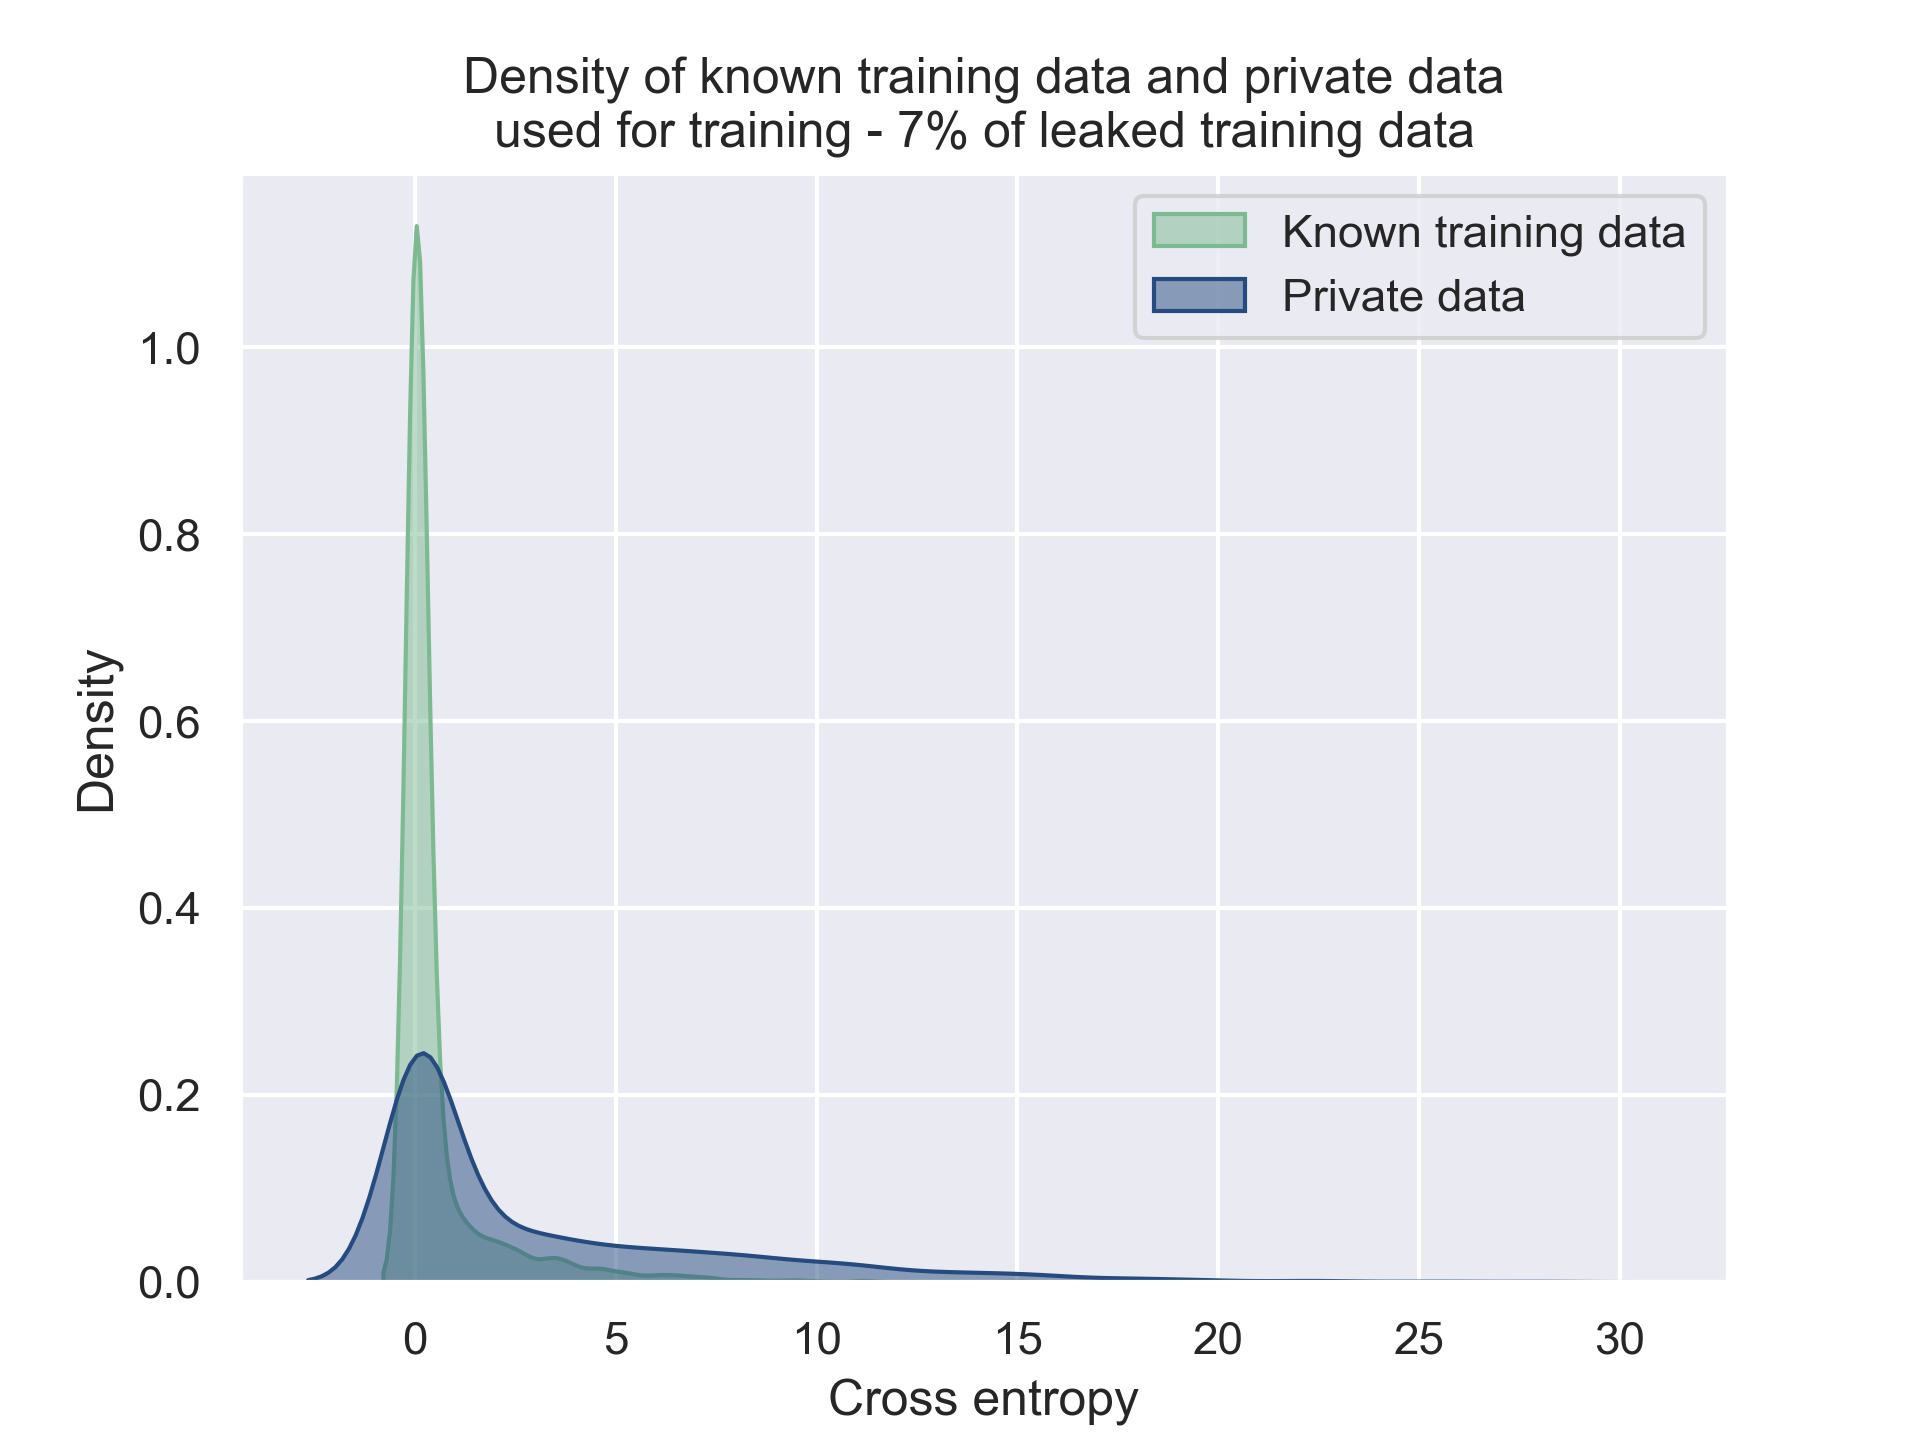 Density of known training data and private data
used for training - 7% of leaked training data
Known training data
Private data
1.0
0.8
0.6
0.4
0.2
0.0
Density
0 5 10 15 20 25 30
Cross entropy